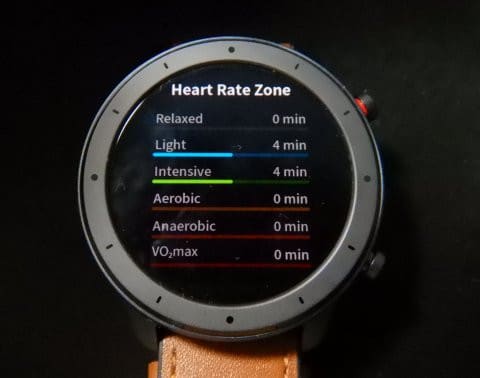 Heart Rate Zone
Relaxed 0 min
Light 4 min
Intensive 4 min
Aerobic 0 min
Anaerobic 0 min
VO₂max 0 min